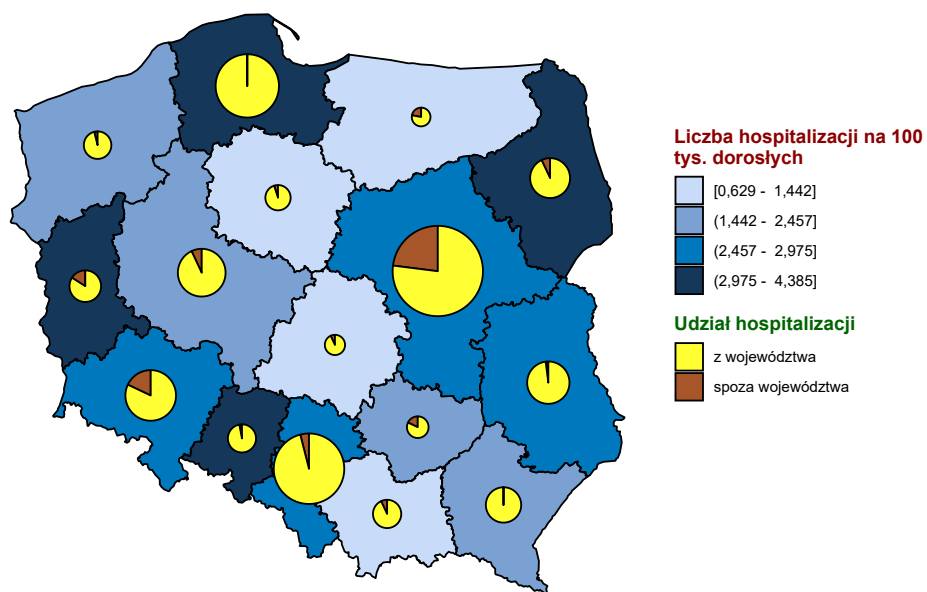 Liczba hospitalizacji na 100
tys. dorosłych
[0,629 - 1,442]
(1,442 - 2,457]
(2,457 - 2,975]
(2,975 - 4,385]
Udział hospitalizacji
z województwa
spoza województwa